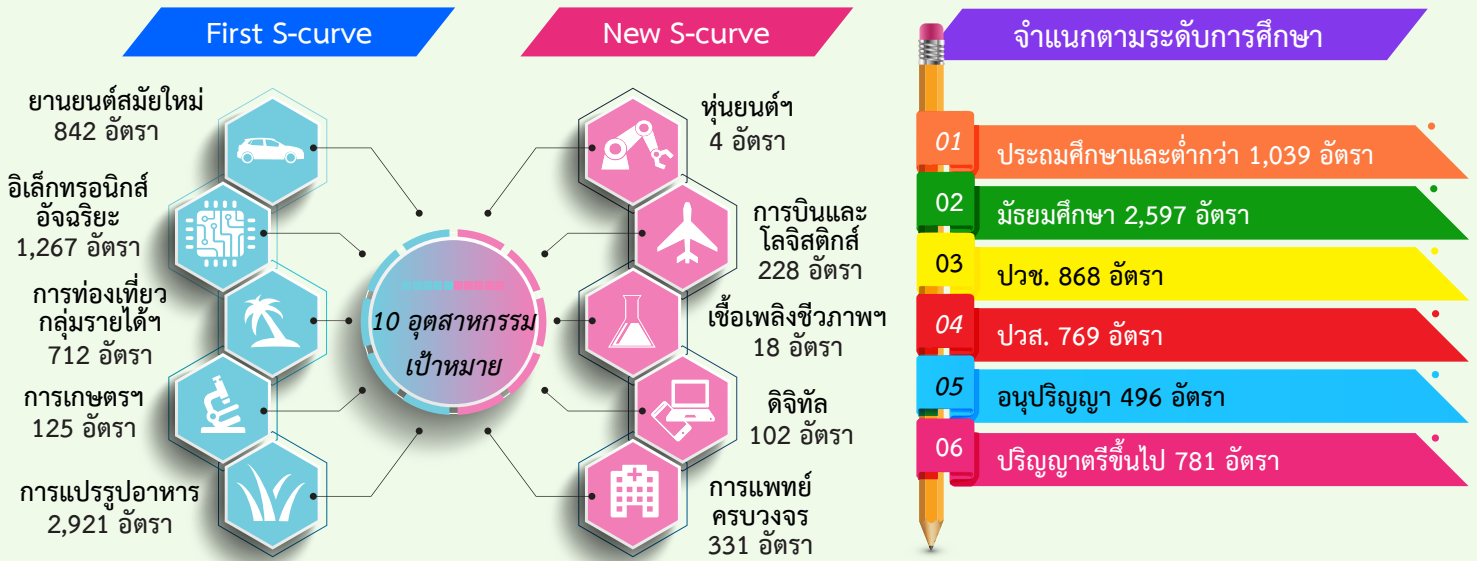 First S-curve
ยานยนต์สมัยใหม่
842 อัตรา
อิเล็กทรอนิกส์
อัจฉริยะ
1,267 อัตรา
การท่องเที่ยว
กลุ่มรายได้ฯ
712 อัตรา
การเกษตรฯ
125 อัตรา
การแปรรูปอาหาร
2,921 อัตรา
10 อุตสาหกรรม
เป้าหมาย
New S-curve
หุ่นยนต์ฯ
4 อัตรา
การบินและ
โลจิสติกส์
228 อัตรา
เชื้อเพลิงชีวภาพฯ
18 อัตรา
ดิจิทัล
102 อัตรา
การแพทย์
ครบวงจร
331 อัตรา
จำแนกตามระดับการศึกษา
01 ประถมศึกษาและต่ำกว่า 1,039 อัตรา
02 มัธยมศึกษา 2,597 อัตรา
03 ปวช. 868 อัตรา
04 ปวส. 769 อัตรา
05 อนุปริญญา 496 อัตรา
06 ปริญญาตรีขึ้นไป 781 อัตรา